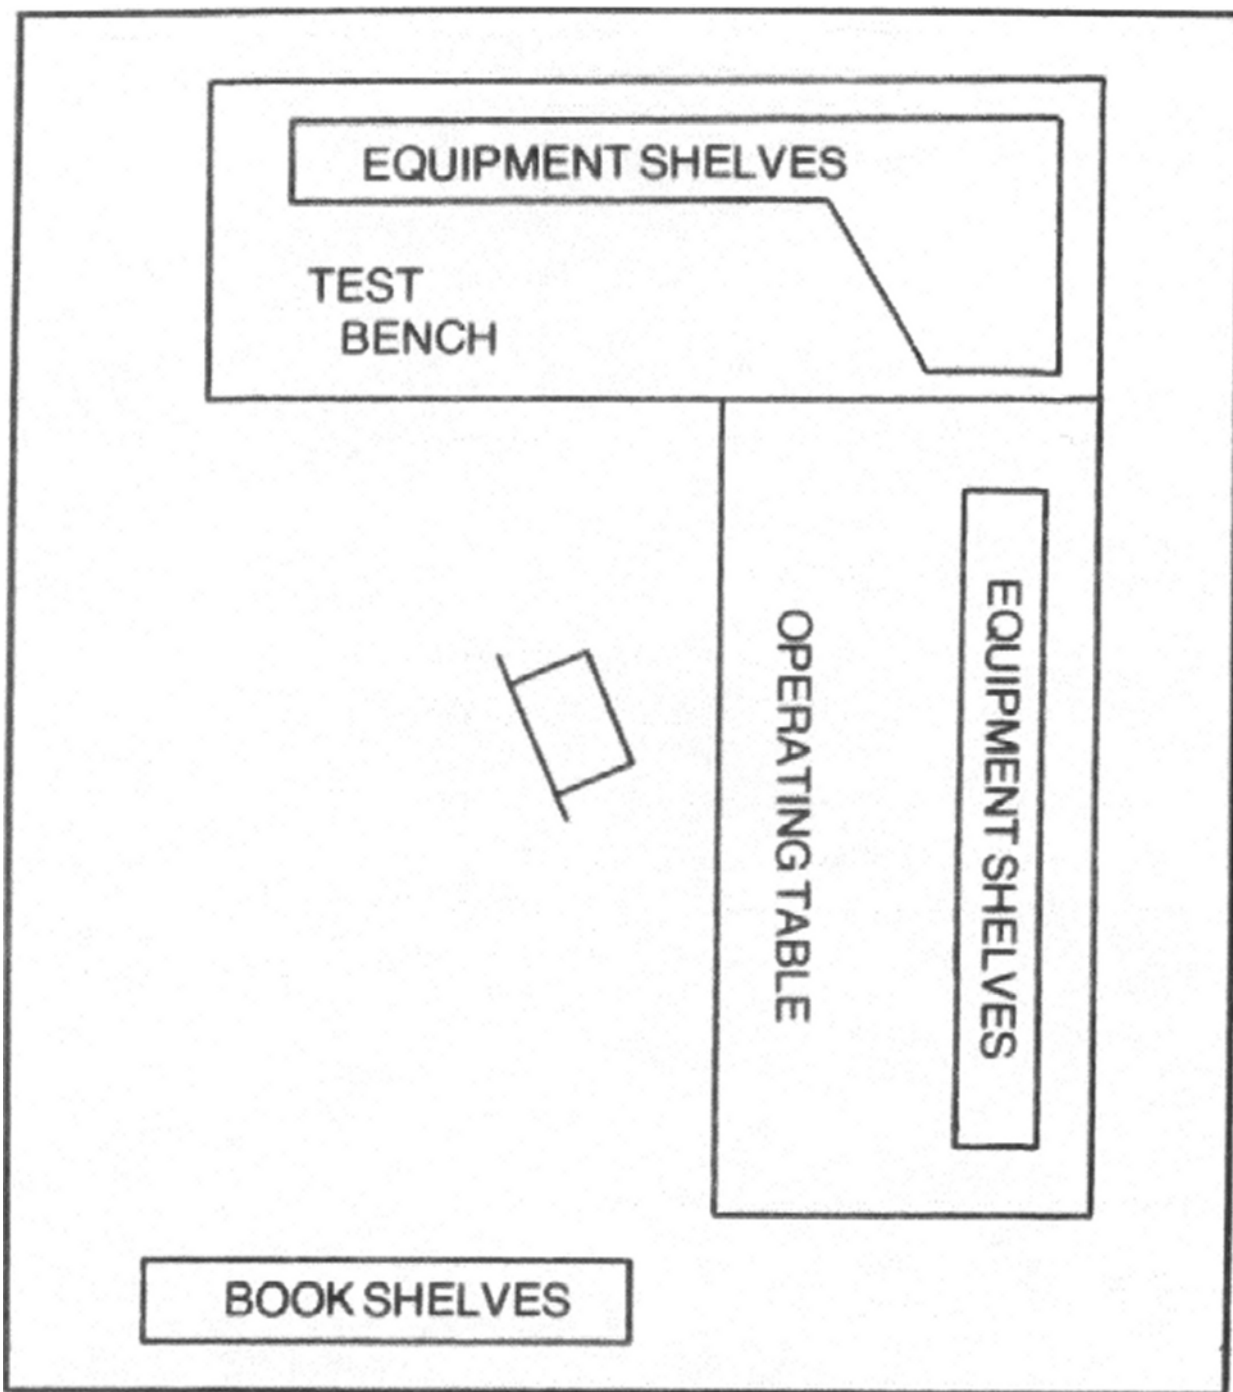 EQUIPMENT SHELVES
TEST
BENCH
OPERATING TABLE
EQUIPMENT SHELVES
BOOK SHELVES